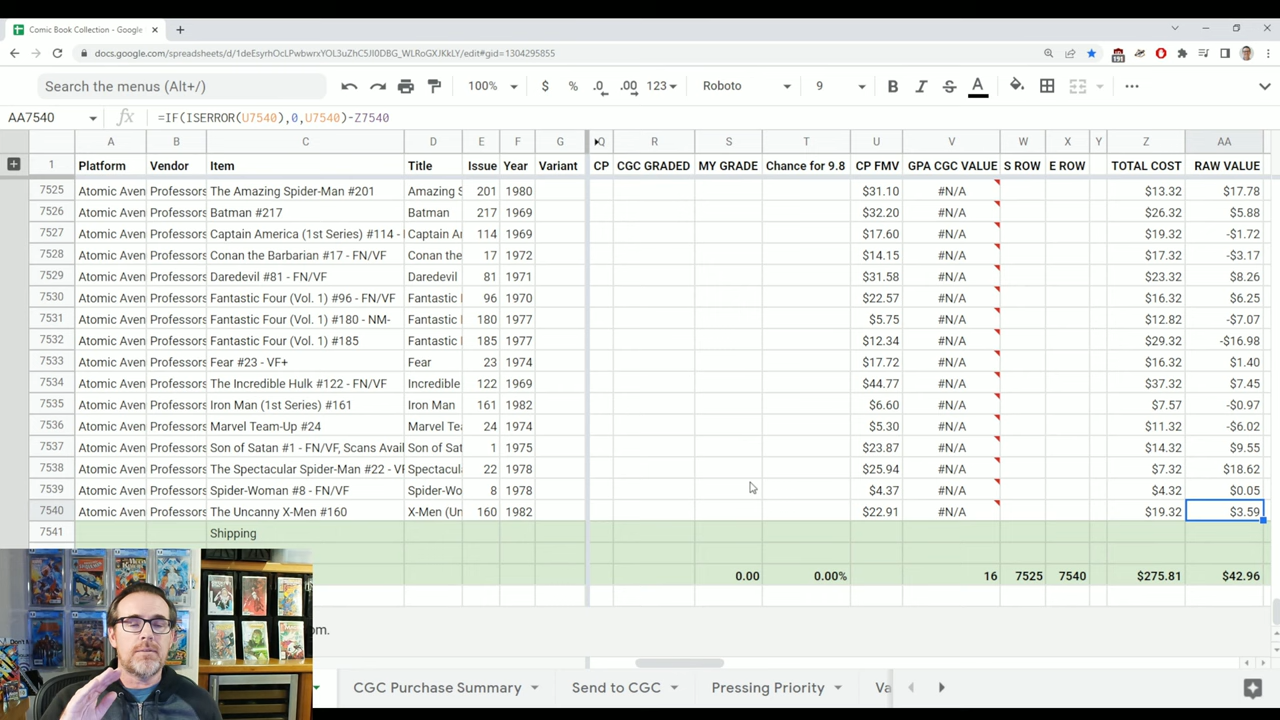 Comic Book Collection - Google
docs.google.com/spreadsheets/d/1deEsyrhOcLPwbwrxYOL3uZhC5JI0DBG_WLRoGXJKkLY/edit#gid=1304295855
191
Search the menus (Alt+/) 100% $ % .0 .00 123 Roboto 9 B I S A
AA7540 fx =IF(ISERROR(U7540),0,U7540)-Z7540
A B C D E F G Q R S T U V W X Y Z AA
1 Platform Vendor Item Title Issue Year Variant CP CGC GRADED MY GRADE Chance for 9.8 CP FMV GPA CGC VALUE S ROW E ROW TOTAL COST RAW VALUE
7525 Atomic Aven Professors The Amazing Spider-Man #201 Amazing S 201 1980 $31.10 #N/A $13.32 $17.78
7526 Atomic Aven Professors Batman #217 Batman 217 1969 $32.20 #N/A $26.32 $5.88
7527 Atomic Aven Professors Captain America (1st Series) #114 - Captain A 114 1969 $17.60 #N/A $19.32 -$1.72
7528 Atomic Aven Professors Conan the Barbarian #17 - FN/VF Conan the 17 1972 $14.15 #N/A $17.32 -$3.17
7529 Atomic Aven Professors Daredevil #81 - FN/VF Daredevil 81 1971 $31.58 #N/A $23.32 $8.26
7530 Atomic Aven Professors Fantastic Four (Vol. 1) #96 - FN/VF Fantastic 96 1970 $22.57 #N/A $16.32 $6.25
7531 Atomic Aven Professors Fantastic Four (Vol. 1) #180 - NM- Fantastic 180 1977 $5.75 #N/A $12.82 -$7.07
7532 Atomic Aven Professors Fantastic Four (Vol. 1) #185 Fantastic 185 1977 $12.34 #N/A $29.32 -$16.98
7533 Atomic Aven Professors Fear #23 - VF+ Fear 23 1974 $17.72 #N/A $16.32 $1.40
7534 Atomic Aven Professors The Incredible Hulk #122 - FN/VF Incredible 122 1969 $44.77 #N/A $37.32 $7.45
7535 Atomic Aven Professors Iron Man (1st Series) #161 Iron Man 161 1982 $6.60 #N/A $7.57 -$0.97
7536 Atomic Aven Professors Marvel Team-Up #24 Marvel Te 24 1974 $5.30 #N/A $11.32 -$6.02
7537 Atomic Aven Professors Son of Satan #1 - FN/VF, Scans Avail Son of Sat 1 1975 $23.87 #N/A $14.32 $9.55
7538 Atomic Aven Professors The Spectacular Spider-Man #22 - VF Spectacul 22 1978 $25.94 #N/A $7.32 $18.62
7539 Atomic Aven Professors Spider-Woman #8 - FN/VF Spider-Wo 8 1978 $4.37 #N/A $4.32 $0.05
7540 Atomic Aven Professors The Uncanny X-Men #160 X-Men (Un 160 1982 $22.91 #N/A $19.32 $3.59
7541 Shipping
0.00 0.00% 16 7525 7540 $275.81 $42.96
om.
CGC Purchase Summary Send to CGC Pressing Priority Va